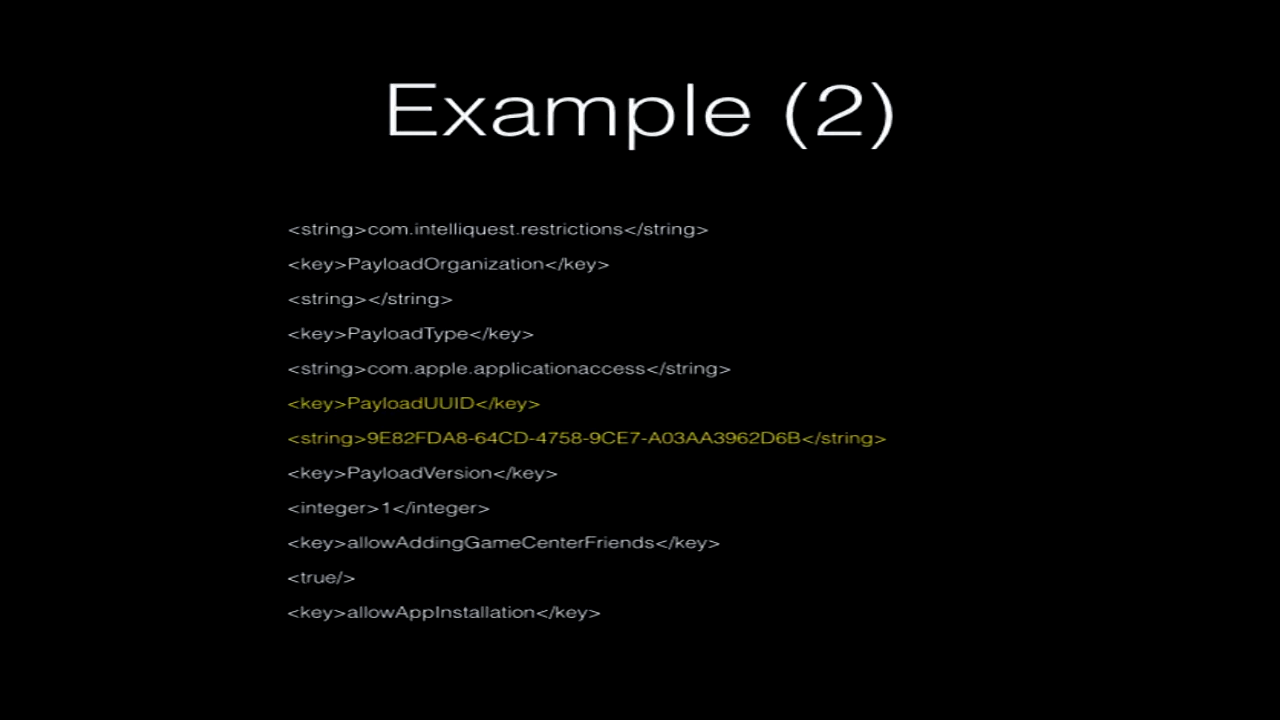 Example (2)
<string>com.intelliquest.restrictions</string>
<key>PayloadOrganization</key>
<string></string>
<key>PayloadType</key>
<string>com.apple.applicationaccess</string>
<key>PayloadUUID</key>
<string>9E82FDA8-64CD-4758-9CE7-A03AA3962D6B</string>
<key>PayloadVersion</key>
<integer>1</integer>
<key>allowAddingGameCenterFriends</key>
<true/>
<key>allowAppInstallation</key>